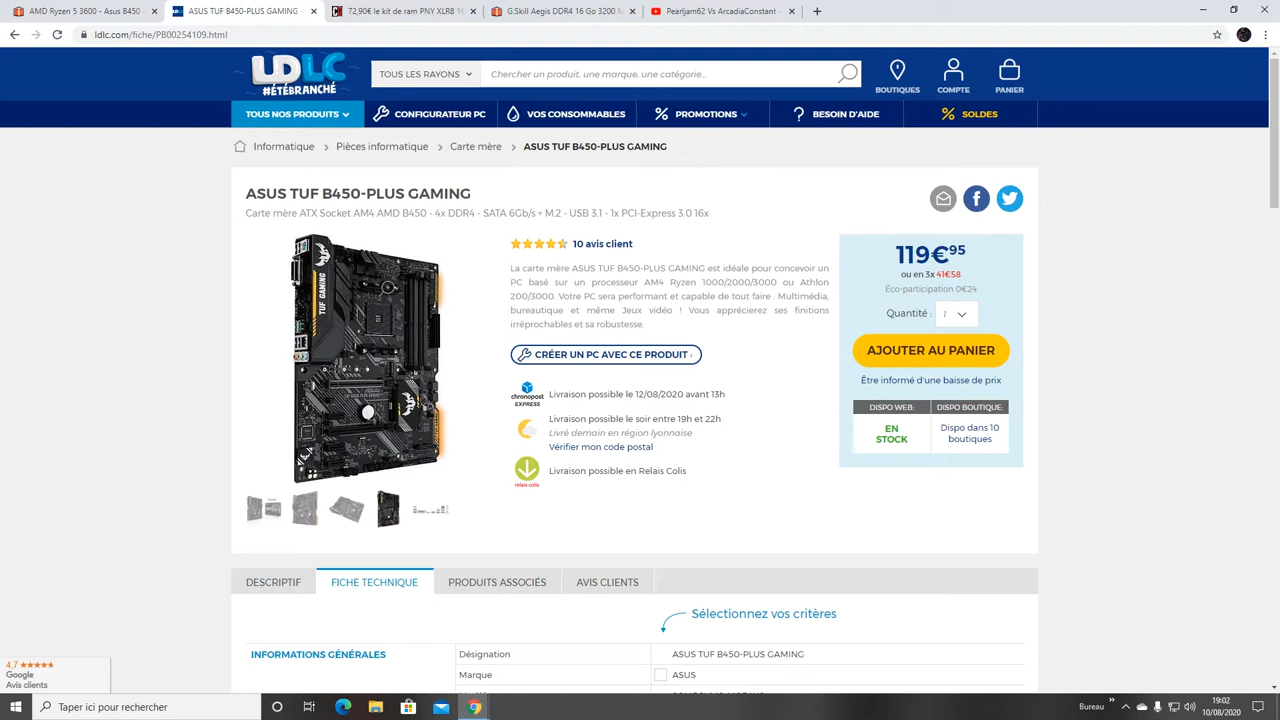 AMD Ryzen 5 3600 - Asus B450 -
ASUS TUF B450-PLUS GAMING -
72,90€ le kit de ram PNY XLR8 16
G.Skill Aegis DDR4 16 Go 3200 M
Pearljam62 Vs ArcadiaConstant -
ldlc.com/fiche/PB00254109.html
LDLC
#ÉTÉBRANCHÉ
TOUS LES RAYONS
Chercher un produit, une marque, une catégorie...
BOUTIQUES
COMPTE
PANIER
TOUS NOS PRODUITS
CONFIGURATEUR PC
VOS CONSOMMABLES
PROMOTIONS
BESOIN D'AIDE
SOLDES
Informatique > Pièces informatique > Carte mère > ASUS TUF B450-PLUS GAMING
ASUS TUF B450-PLUS GAMING
Carte mère ATX Socket AM4 AMD B450 - 4x DDR4 - SATA 6Gb/s + M.2 - USB 3.1 - 1x PCI-Express 3.0 16x
TUF GAMING
10 avis client
La carte mère ASUS TUF B450-PLUS GAMING est idéale pour concevoir un
PC basé sur un processeur AM4 Ryzen 1000/2000/3000 ou Athlon
200/3000. Votre PC sera performant et capable de tout faire : Multimédia,
bureautique et même Jeux vidéo ! Vous apprécierez ses finitions
irréprochables et sa robustesse.
CRÉER UN PC AVEC CE PRODUIT ›
chronopost
EXPRESS
Livraison possible le 12/08/2020 avant 13h
Livraison possible le soir entre 19h et 22h
Livré demain en région lyonnaise
Vérifier mon code postal
relais colis
Livraison possible en Relais Colis
119€95
ou en 3x 41€58
Éco-participation 0€24
Quantité : 1
AJOUTER AU PANIER
Être informé d'une baisse de prix
DISPO WEB:
DISPO BOUTIQUE:
EN
STOCK
Dispo dans 10
boutiques
DESCRIPTIF
FICHE TECHNIQUE
PRODUITS ASSOCIÉS
AVIS CLIENTS
Sélectionnez vos critères
INFORMATIONS GÉNÉRALES
Désignation
ASUS TUF B450-PLUS GAMING
Marque
ASUS
4,7
Google
Avis clients
Taper ici pour rechercher
Bureau
19:02
10/08/2020